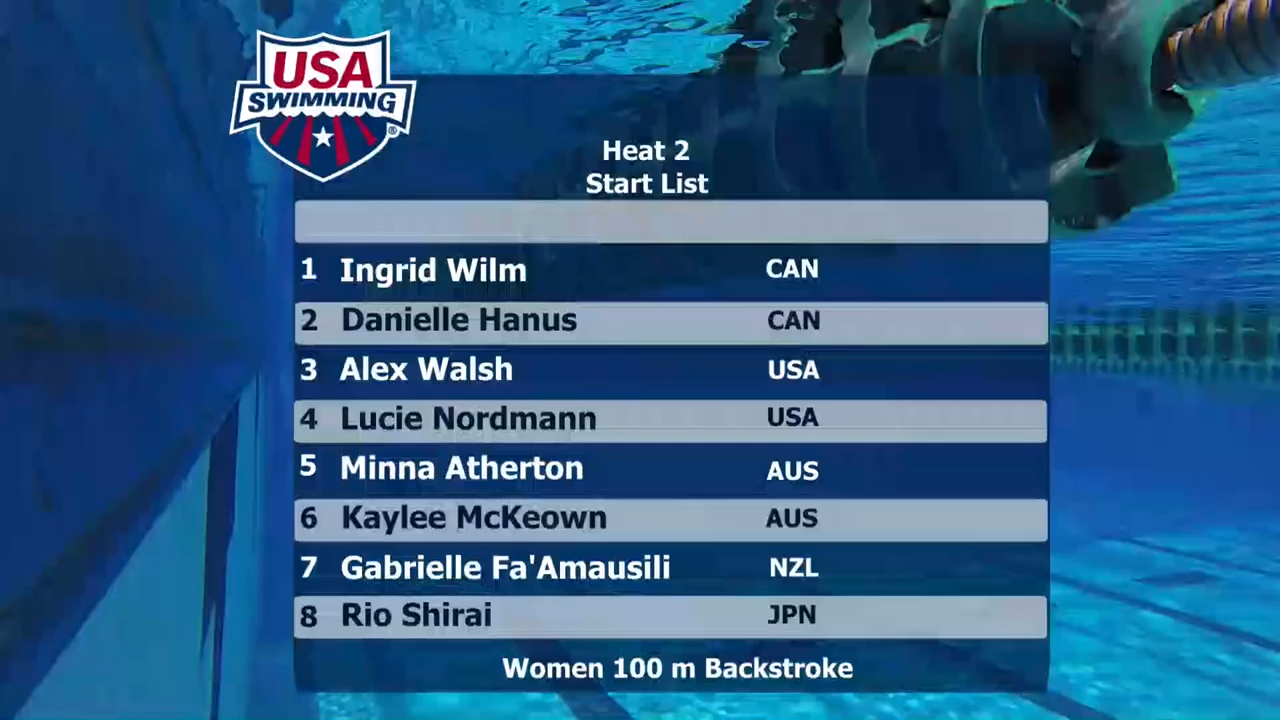 USA
SWIMMING
®
Heat 2
Start List
1 Ingrid Wilm CAN
2 Danielle Hanus CAN
3 Alex Walsh USA
4 Lucie Nordmann USA
5 Minna Atherton AUS
6 Kaylee McKeown AUS
7 Gabrielle Fa'Amausili NZL
8 Rio Shirai JPN
Women 100 m Backstroke